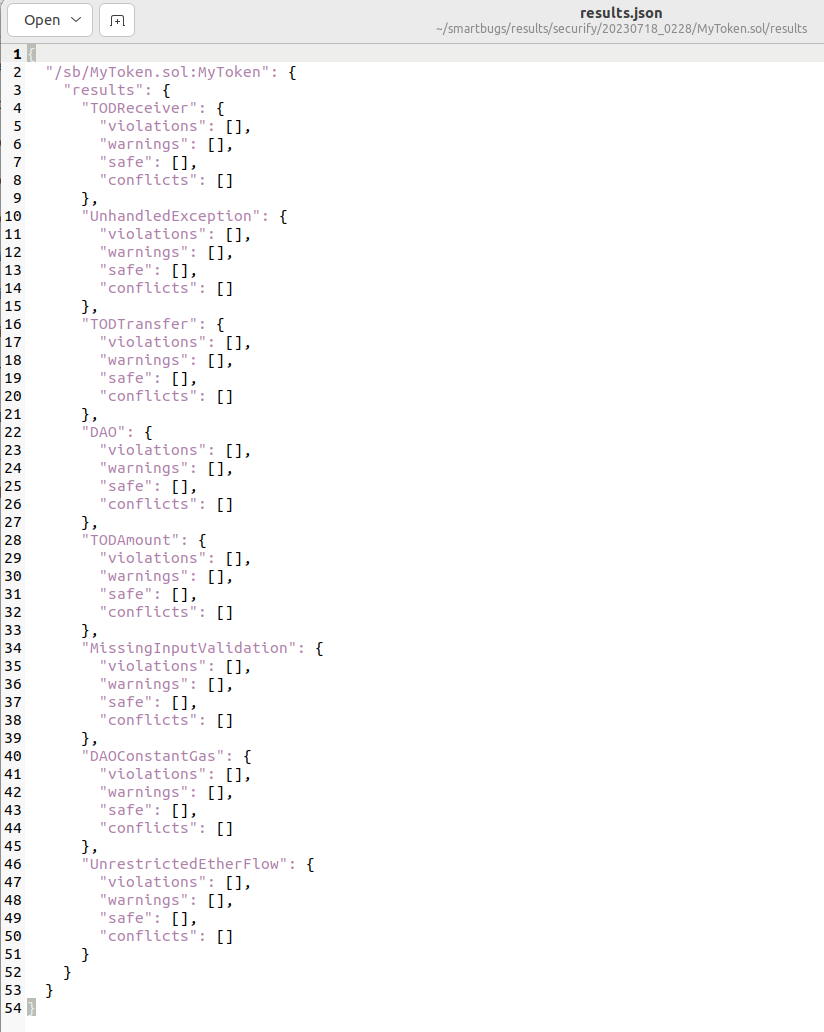 Open
results.json
~/smartbugs/results/securify/20230718_0228/MyToken.sol/results
1 {
2 "/sb/MyToken.sol:MyToken": {
3 "results": {
4 "TODReceiver": {
5 "violations": [],
6 "warnings": [],
7 "safe": [],
8 "conflicts": []
9 },
10 "UnhandledException": {
11 "violations": [],
12 "warnings": [],
13 "safe": [],
14 "conflicts": []
15 },
16 "TODTransfer": {
17 "violations": [],
18 "warnings": [],
19 "safe": [],
20 "conflicts": []
21 },
22 "DAO": {
23 "violations": [],
24 "warnings": [],
25 "safe": [],
26 "conflicts": []
27 },
28 "TODAmount": {
29 "violations": [],
30 "warnings": [],
31 "safe": [],
32 "conflicts": []
33 },
34 "MissingInputValidation": {
35 "violations": [],
36 "warnings": [],
37 "safe": [],
38 "conflicts": []
39 },
40 "DAOConstantGas": {
41 "violations": [],
42 "warnings": [],
43 "safe": [],
44 "conflicts": []
45 },
46 "UnrestrictedEtherFlow": {
47 "violations": [],
48 "warnings": [],
49 "safe": [],
50 "conflicts": []
51 }
52 }
53 }
54 }